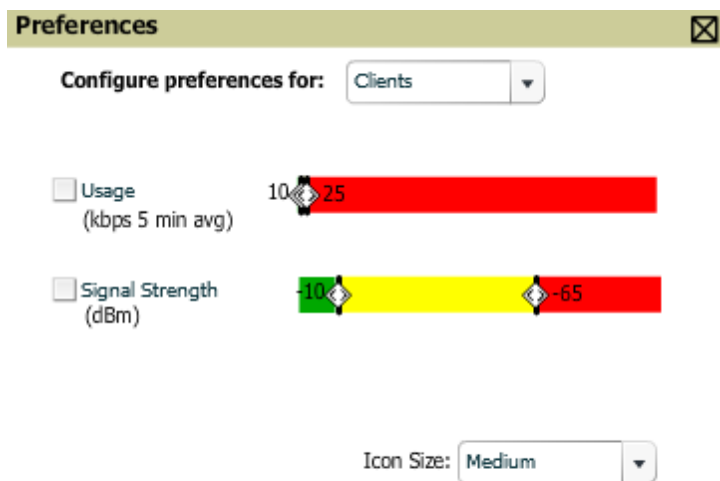 Preferences
Configure preferences for: Clients
Usage 10 25
(kbps 5 min avg)
Signal Strength -10 -65
(dBm)
Icon Size: Medium